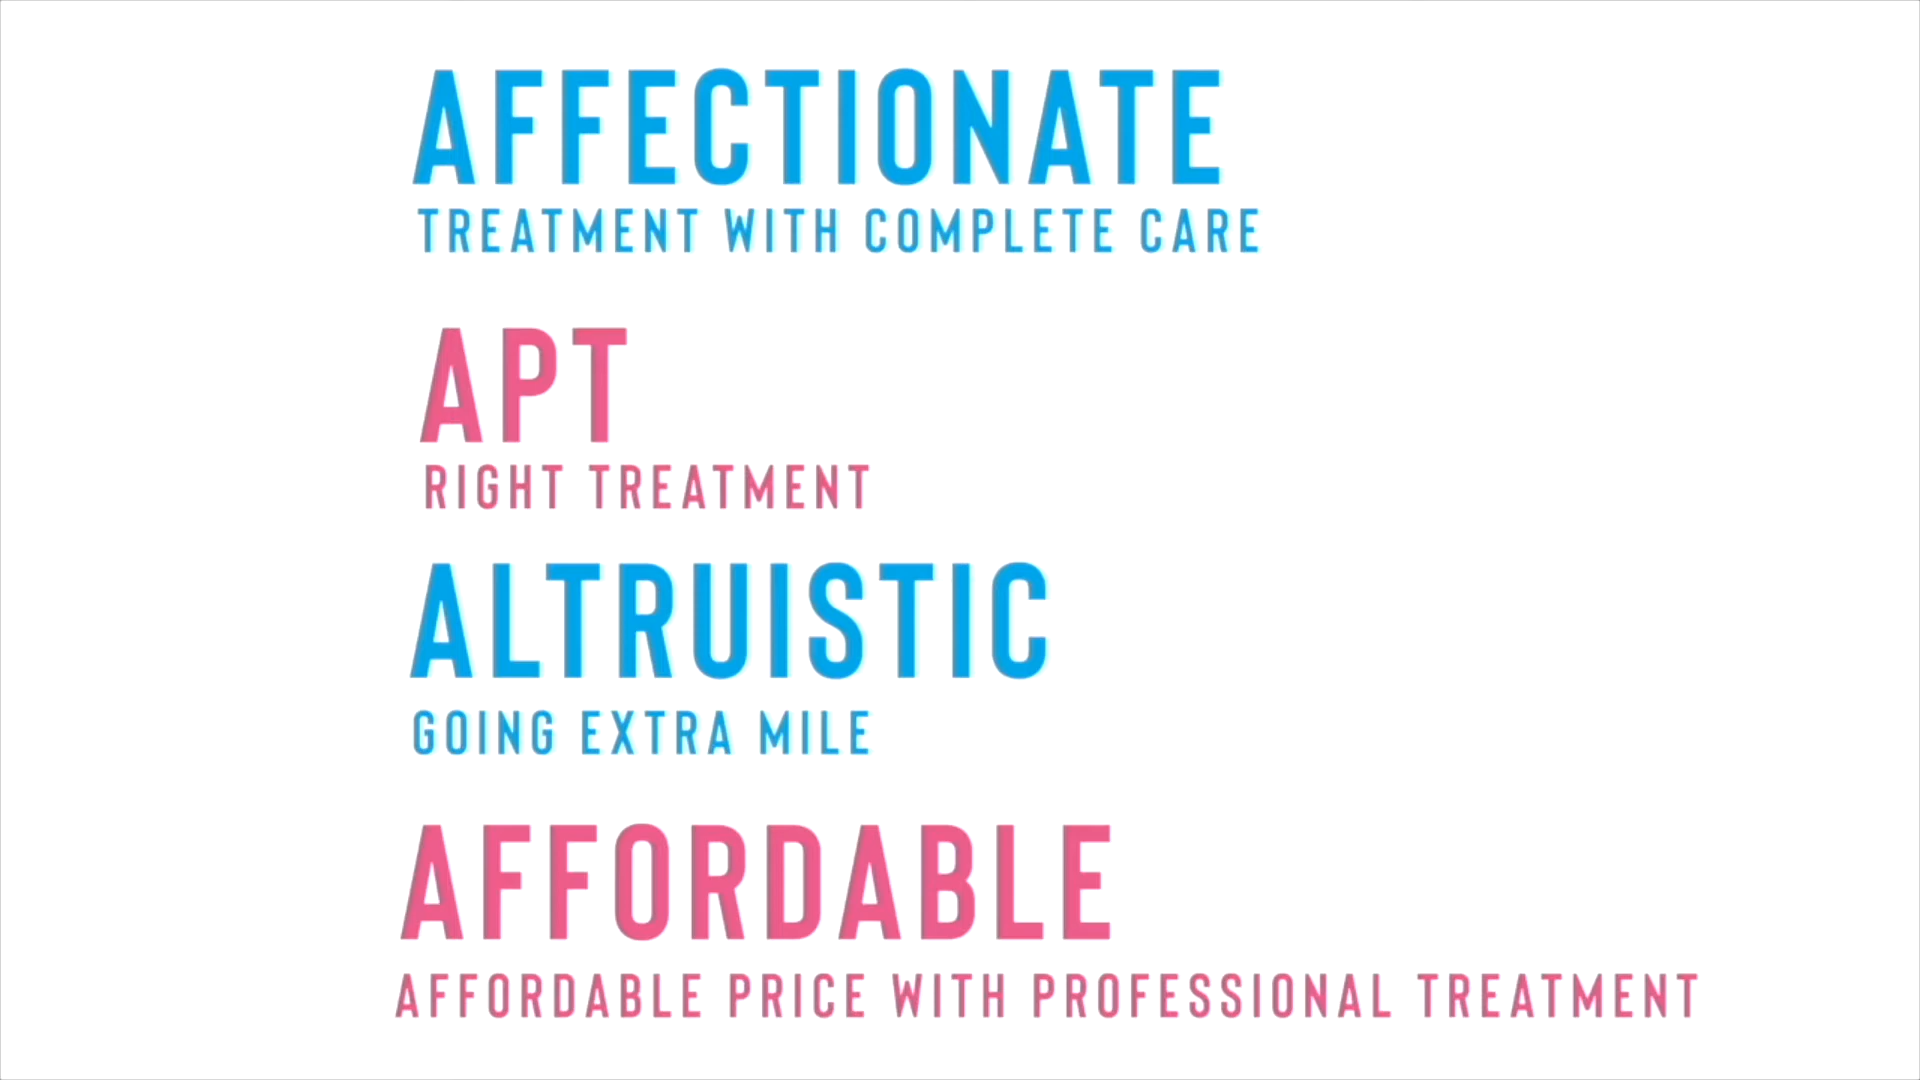 AFFECTIONATE
TREATMENT WITH COMPLETE CARE
APT
RIGHT TREATMENT
ALTRUISTIC
GOING EXTRA MILE
AFFORDABLE
AFFORDABLE PRICE WITH PROFESSIONAL TREATMENT